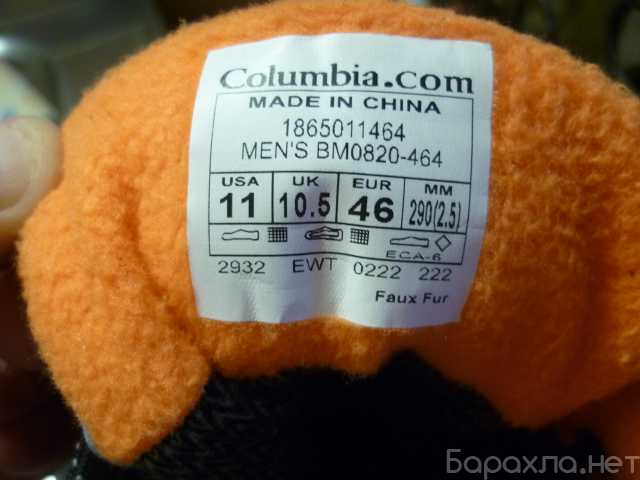 Columbia.com
MADE IN CHINA
1865011464
MEN'S BM0820-464
USA UK EUR MM
11 10.5 46 290(2.5)
ECA-6
2932 EWT 0222 222
Faux Fur
Барахла.нет